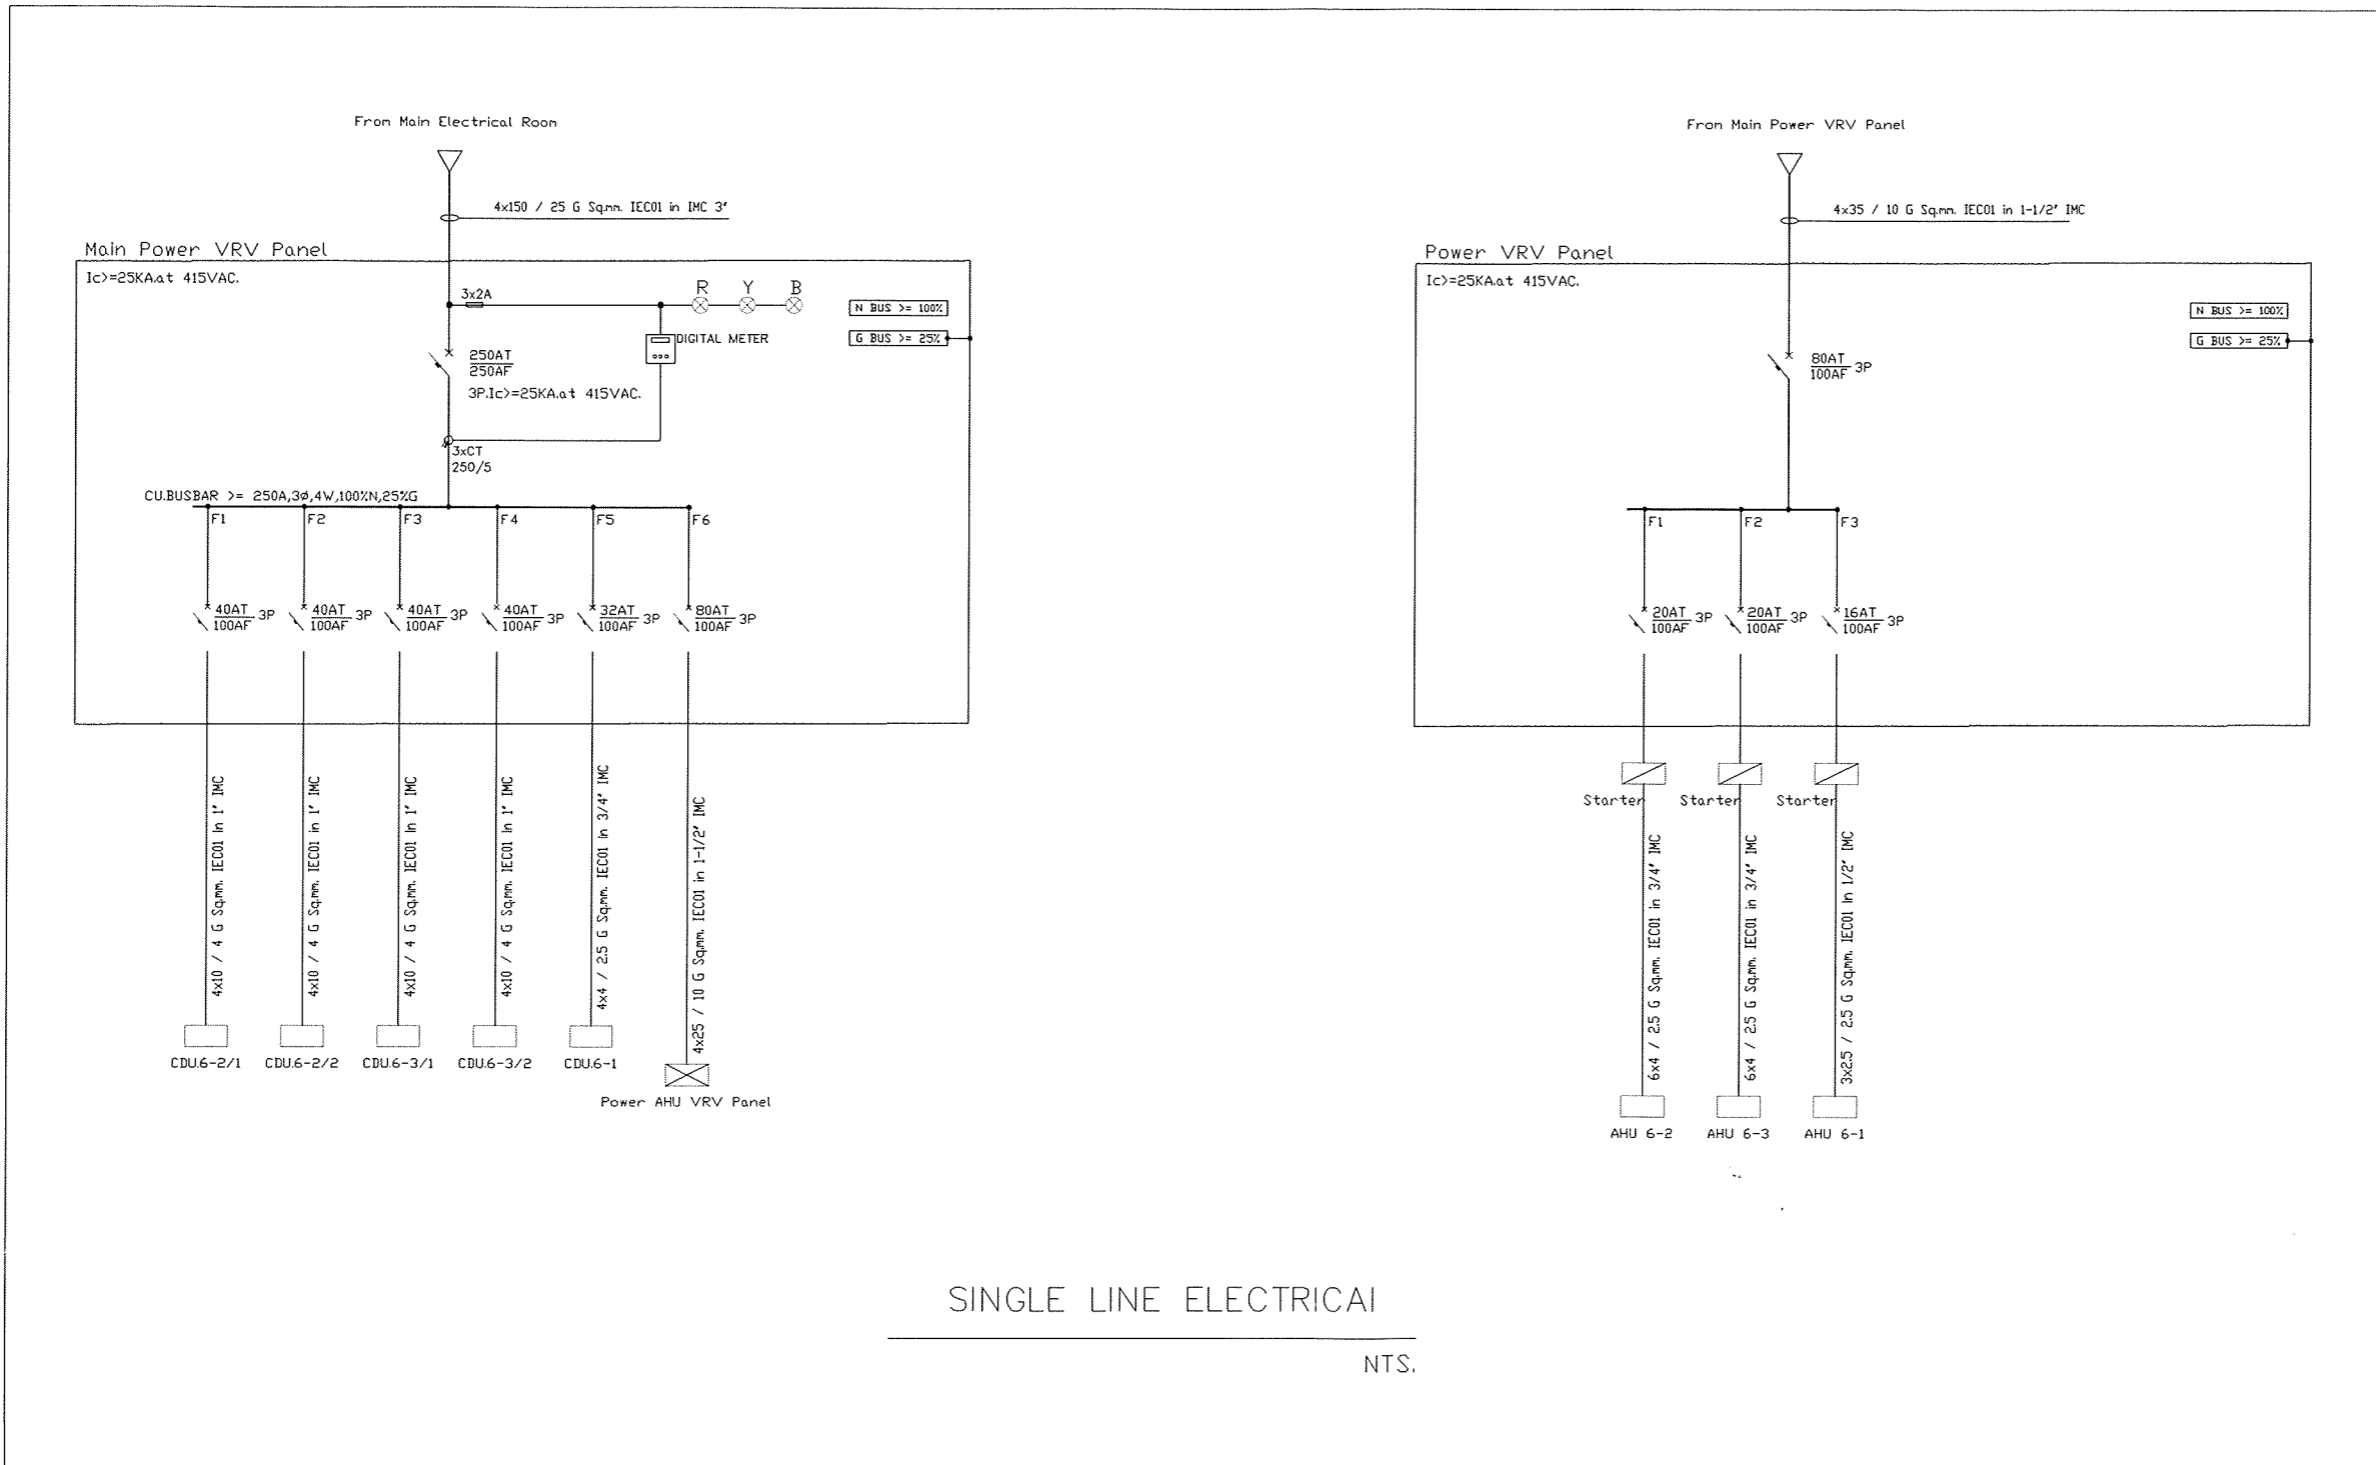 From Main Electrical Room
4x150 / 25 G Sq.mm. IEC01 in IMC 3"
Main Power VRV Panel
Ic>=25KA.at 415VAC.
3x2A
R Y B
N BUS >= 100%
G BUS >= 25%
DIGITAL METER
250AT
250AF
3P.Ic>=25KA.at 415VAC.
3xCT
250/5
CU.BUSBAR >= 250A,3ø,4W,100%N,25%G
F1 F2 F3 F4 F5 F6
40AT 40AT 40AT 40AT 32AT 80AT
3P 3P 3P 3P 3P 3P
100AF 100AF 100AF 100AF 100AF 100AF
4x10 / 4 G Sq.mm. IEC01 in 1" IMC
4x10 / 4 G Sq.mm. IEC01 in 1" IMC
4x10 / 4 G Sq.mm. IEC01 in 1" IMC
4x10 / 4 G Sq.mm. IEC01 in 1" IMC
4x4 / 2.5 G Sq.mm. IEC01 in 3/4" IMC
4x25 / 10 G Sq.mm. IEC01 in 1-1/2" IMC
CDU.6-2/1 CDU.6-2/2 CDU.6-3/1 CDU.6-3/2 CDU.6-1
Power AHU VRV Panel
From Main Power VRV Panel
4x35 / 10 G Sq.mm. IEC01 in 1-1/2" IMC
Power VRV Panel
Ic>=25KA.at 415VAC.
N BUS >= 100%
G BUS >= 25%
80AT
3P
100AF
F1 F2 F3
20AT 20AT 16AT
3P 3P 3P
100AF 100AF 100AF
Starter Starter Starter
6x4 / 2.5 G Sq.mm. IEC01 in 3/4" IMC
6x4 / 2.5 G Sq.mm. IEC01 in 3/4" IMC
3x2.5 / 2.5 G Sq.mm. IEC01 in 1/2" IMC
AHU 6-2 AHU 6-3 AHU 6-1
SINGLE LINE ELECTRICAl
NTS.